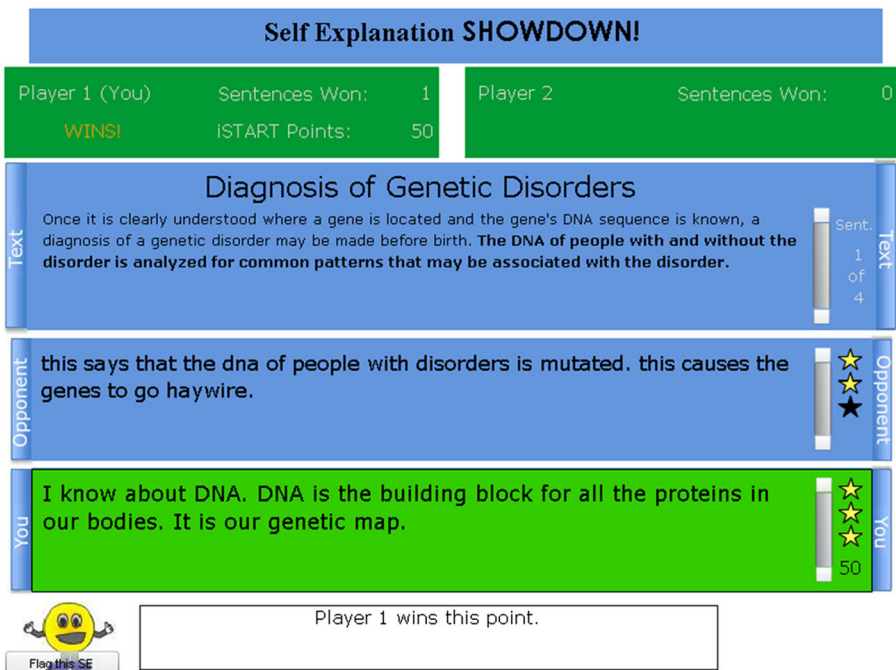 Self Explanation SHOWDOWN!
Player 1 (You) Sentences Won: 1
WINS! iSTART Points: 50
Player 2 Sentences Won: 0
Text
Diagnosis of Genetic Disorders
Once it is clearly understood where a gene is located and the gene's DNA sequence is known, a
diagnosis of a genetic disorder may be made before birth. The DNA of people with and without the
disorder is analyzed for common patterns that may be associated with the disorder.
Sent.
1
of
4
Text
Opponent
this says that the dna of people with disorders is mutated. this causes the
genes to go haywire.
Opponent
You
I know about DNA. DNA is the building block for all the proteins in
our bodies. It is our genetic map.
50
You
Flag this SE
Player 1 wins this point.